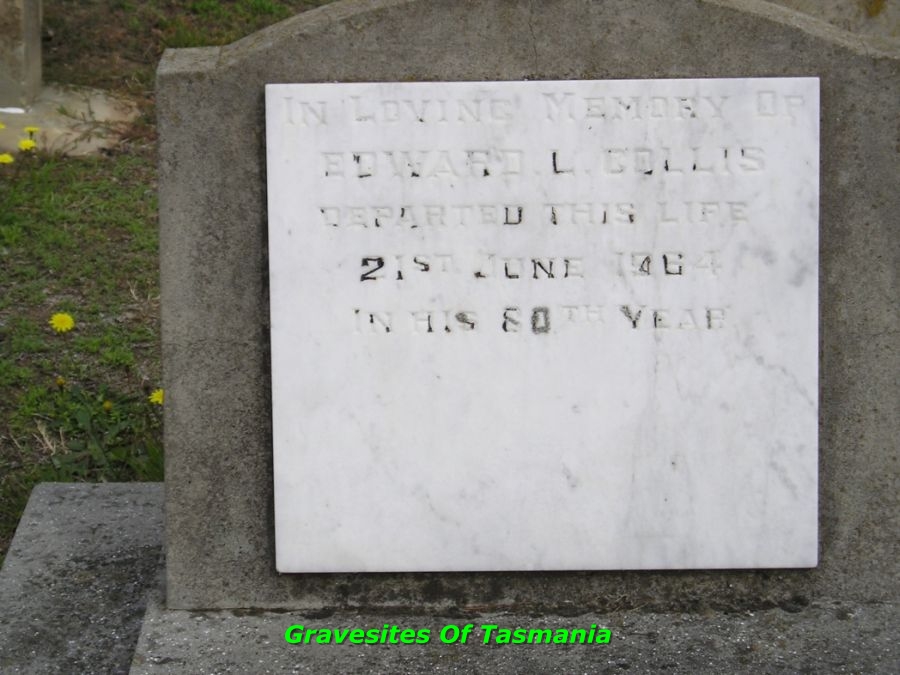 IN LOVING MEMORY OF
EDWARD. L. COLLIS
DEPARTED THIS LIFE
21ST JUNE 1964
IN HIS 80TH YEAR
Gravesites Of Tasmania